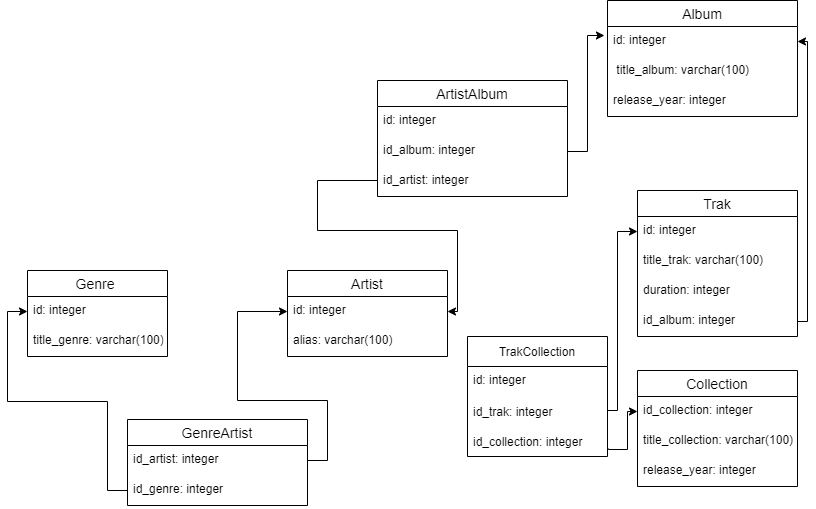 Album
id: integer
title_album: varchar(100)
release_year: integer
ArtistAlbum
id: integer
id_album: integer
id_artist: integer
Trak
id: integer
title_trak: varchar(100)
duration: integer
id_album: integer
Genre
id: integer
title_genre: varchar(100)
Artist
id: integer
alias: varchar(100)
TrakCollection
id: integer
id_trak: integer
id_collection: integer
Collection
id_collection: integer
title_collection: varchar(100)
release_year: integer
GenreArtist
id_artist: integer
id_genre: integer